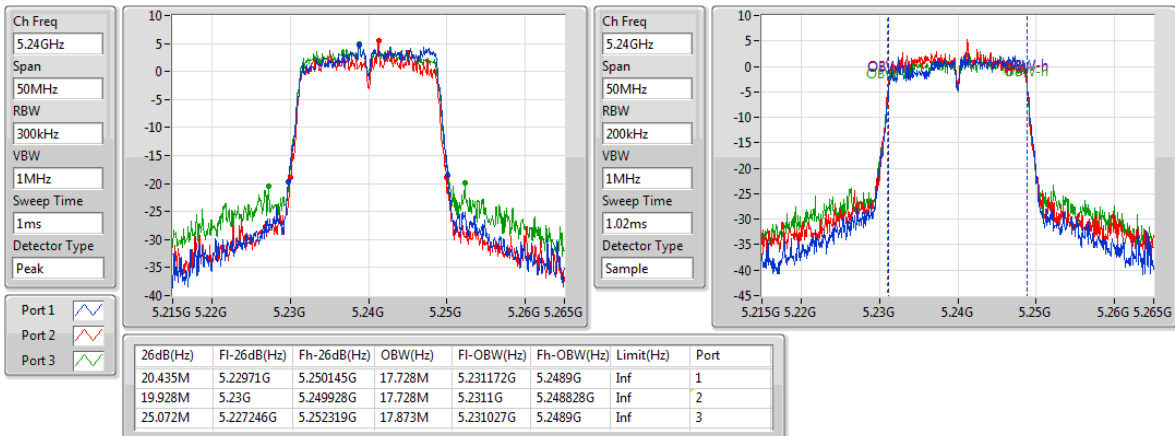 Ch Freq
5.24GHz
Span
50MHz
RBW
300kHz
VBW
1MHz
Sweep Time
1ms
Detector Type
Peak
Port 1
Port 2
Port 3
10
5
0
-5
-10
-15
-20
-25
-30
-35
-40
5.215G 5.22G 5.23G 5.24G 5.25G 5.26G 5.265G
Ch Freq
5.24GHz
Span
50MHz
RBW
200kHz
VBW
1MHz
Sweep Time
1.02ms
Detector Type
Sample
10
5
0
-5
-10
-15
-20
-25
-30
-35
-40
-45
5.215G 5.22G 5.23G 5.24G 5.25G 5.26G 5.265G
26dB(Hz) Fl-26dB(Hz) Fh-26dB(Hz) OBW(Hz) Fl-OBW(Hz) Fh-OBW(Hz) Limit(Hz) Port
20.435M 5.22971G 5.250145G 17.728M 5.231172G 5.2489G Inf 1
19.928M 5.23G 5.249928G 17.728M 5.2311G 5.248828G Inf 2
25.072M 5.227246G 5.252319G 17.873M 5.231027G 5.2489G Inf 3